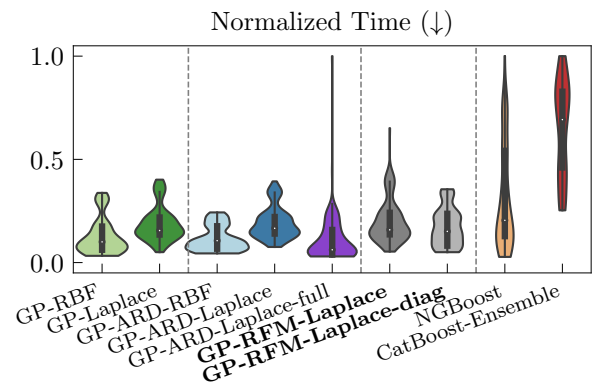 Normalized Time (↓)
1.0
0.5
0.0
GP-RBF
GP-Laplace
GP-ARD-RBF
GP-ARD-Laplace
GP-ARD-Laplace-full
GP-RFM-Laplace
GP-RFM-Laplace-diag
NGBoost
CatBoost-Ensemble